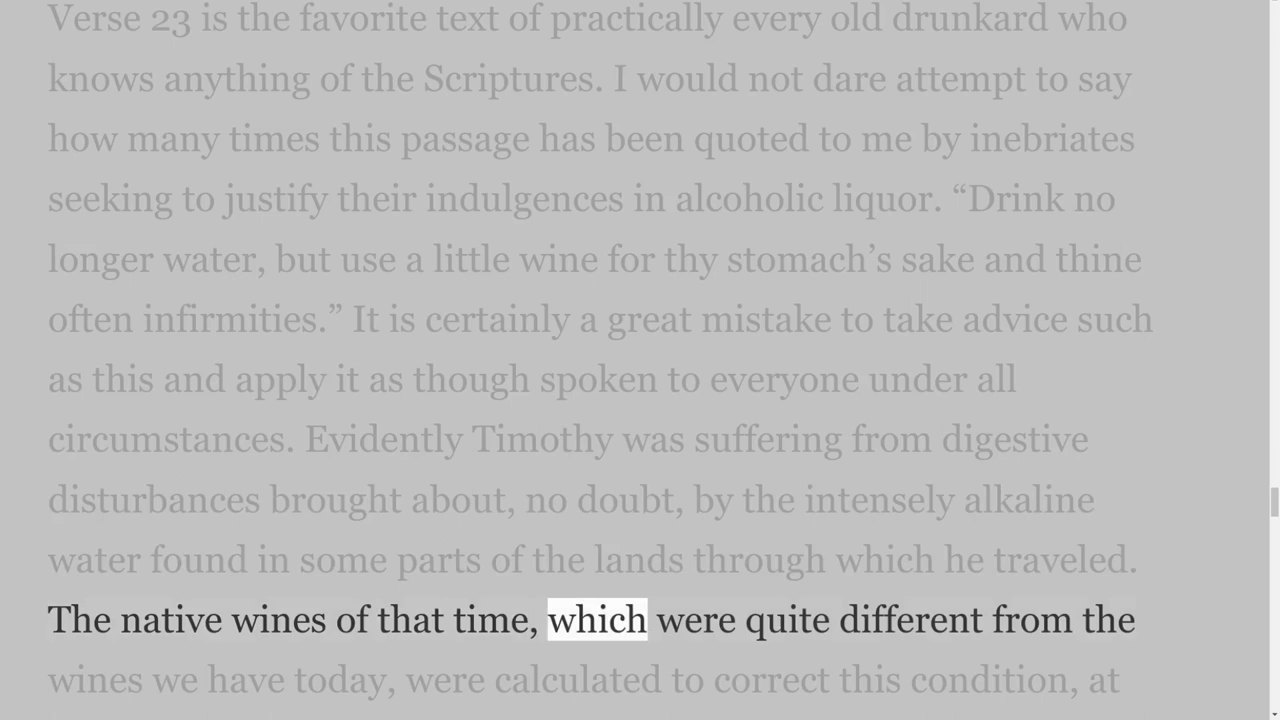 Verse 23 is the favorite text of practically every old drunkard who
knows anything of the Scriptures. I would not dare attempt to say
how many times this passage has been quoted to me by inebriates
seeking to justify their indulgences in alcoholic liquor. “Drink no
longer water, but use a little wine for thy stomach’s sake and thine
often infirmities.” It is certainly a great mistake to take advice such
as this and apply it as though spoken to everyone under all
circumstances. Evidently Timothy was suffering from digestive
disturbances brought about, no doubt, by the intensely alkaline
water found in some parts of the lands through which he traveled.
The native wines of that time, which were quite different from the
wines we have today, were calculated to correct this condition, at